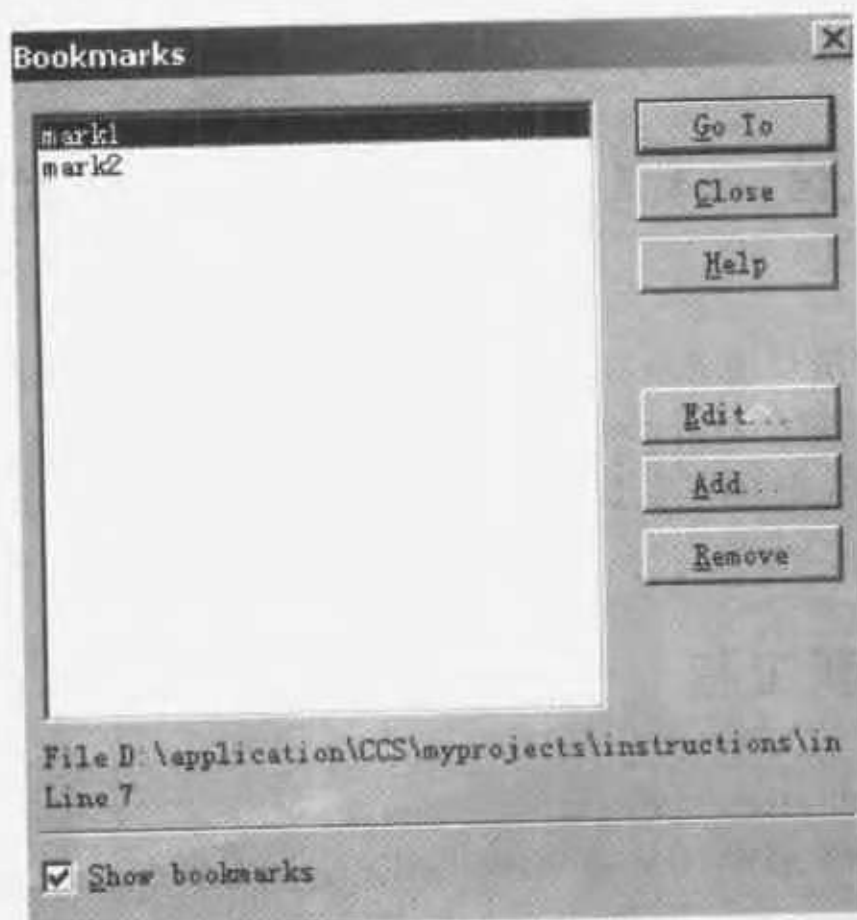 Bookmarks
mark1
mark2
Go To
Close
Help
Edit...
Add...
Remove
File D:\application\CCS\myprojects\instructions\in
Line 7
Show bookmarks